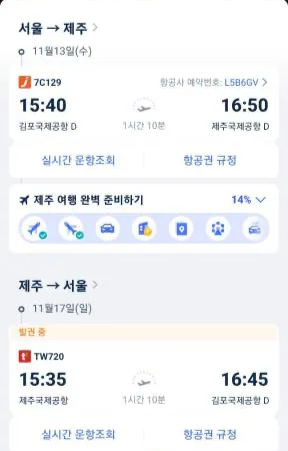 서울 → 제주
11월13일(수)
7C129
항공사 예약번호: L5B6GV
15:40
16:50
김포국제공항 D
1시간 10분
제주국제공항 D
실시간 운항조회
항공권 규정
제주 여행 완벽 준비하기
14%
제주 → 서울
11월17일(일)
발권 중
TW720
15:35
16:45
제주국제공항
1시간 10분
김포국제공항 D
실시간 운항조회
항공권 규정